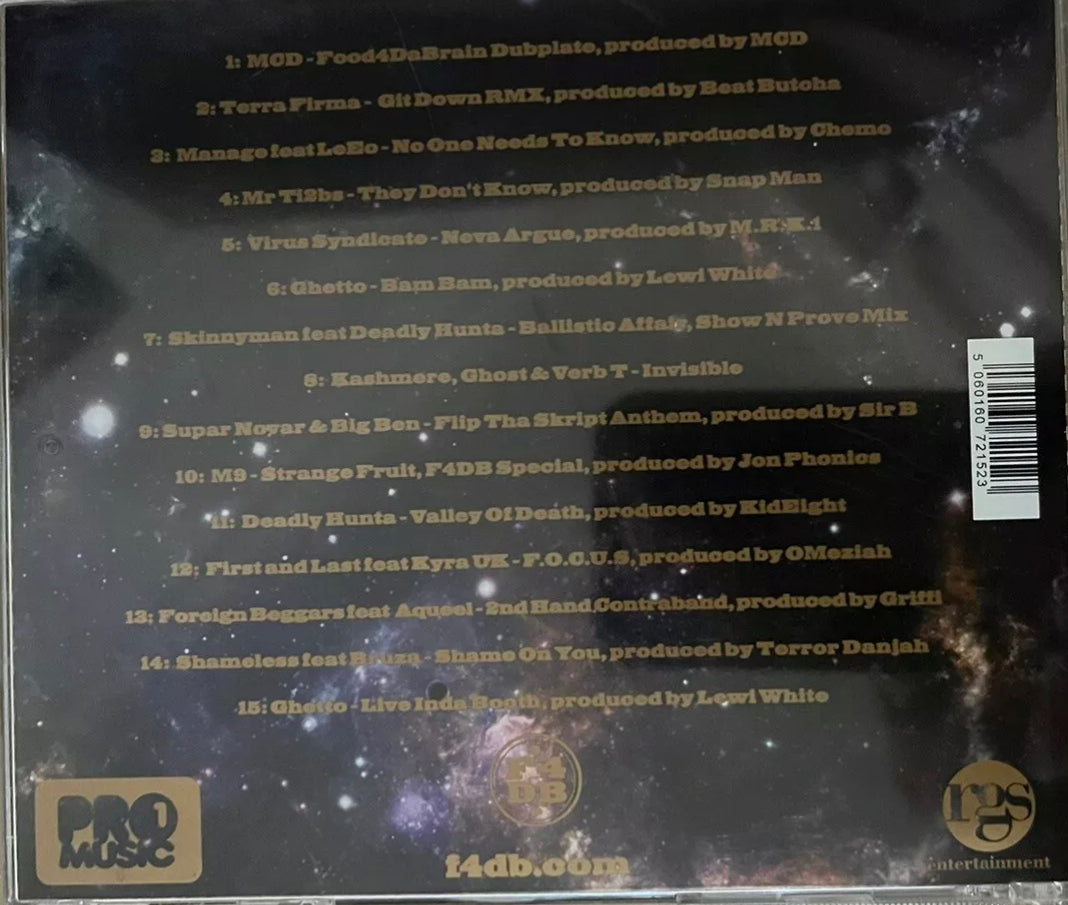 1: MCD - Food4DaBrain Dubplate, produced by MCD
2: Terra Firma - Git Down RMX, produced by Beat Butcha
3: Manage feat LeEo - No One Needs To Know, produced by Chemo
4: Mr Ti2bs - They Don't Know, produced by Snap Man
5: Virus Syndicate - Neva Argue, produced by M.R.K.1
6: Ghetto - Bam Bam, produced by Lewi White
7: Skinnyman feat Deadly Hunta - Ballistic Affair, Show N Prove Mix
8: Kashmere, Ghost & Verb T - Invisible
9: Supar Novar & Big Ben - Flip Tha Skript Anthem, produced by Sir B
10: M9 - Strange Fruit, F4DB Special, produced by Jon Phonics
11: Deadly Hunta - Valley Of Death, produced by KidEight
12: First and Last feat Kyra UK - F.O.C.U.S, produced by OMeziah
13: Foreign Beggars feat Aqueel - 2nd Hand Contraband, produced by Griffi
14: Shameless feat Bruza - Shame On You, produced by Terror Danjah
15: Ghetto - Live Inda Booth, produced by Lewi White
5 060160 721523
PRO 1
MUSIC
F4
DB
f4db.com
rgs
entertainment